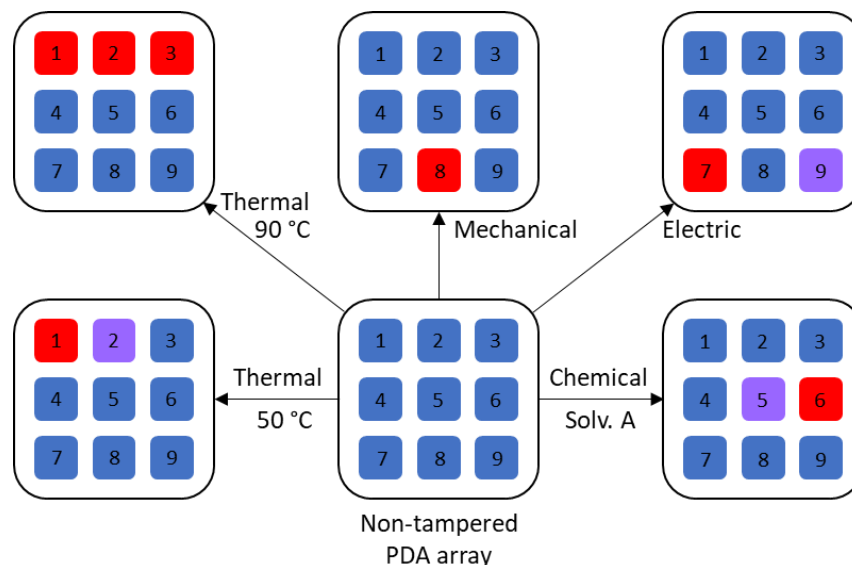 1 2 3
4 5 6
7 8 9
1 2 3
4 5 6
7 8 9
1 2 3
4 5 6
7 8 9
Thermal
90 °C
Mechanical
Electric
1 2 3
4 5 6
7 8 9
Thermal
50 °C
1 2 3
4 5 6
7 8 9
Chemical
Solv. A
1 2 3
4 5 6
7 8 9
Non-tampered
PDA array